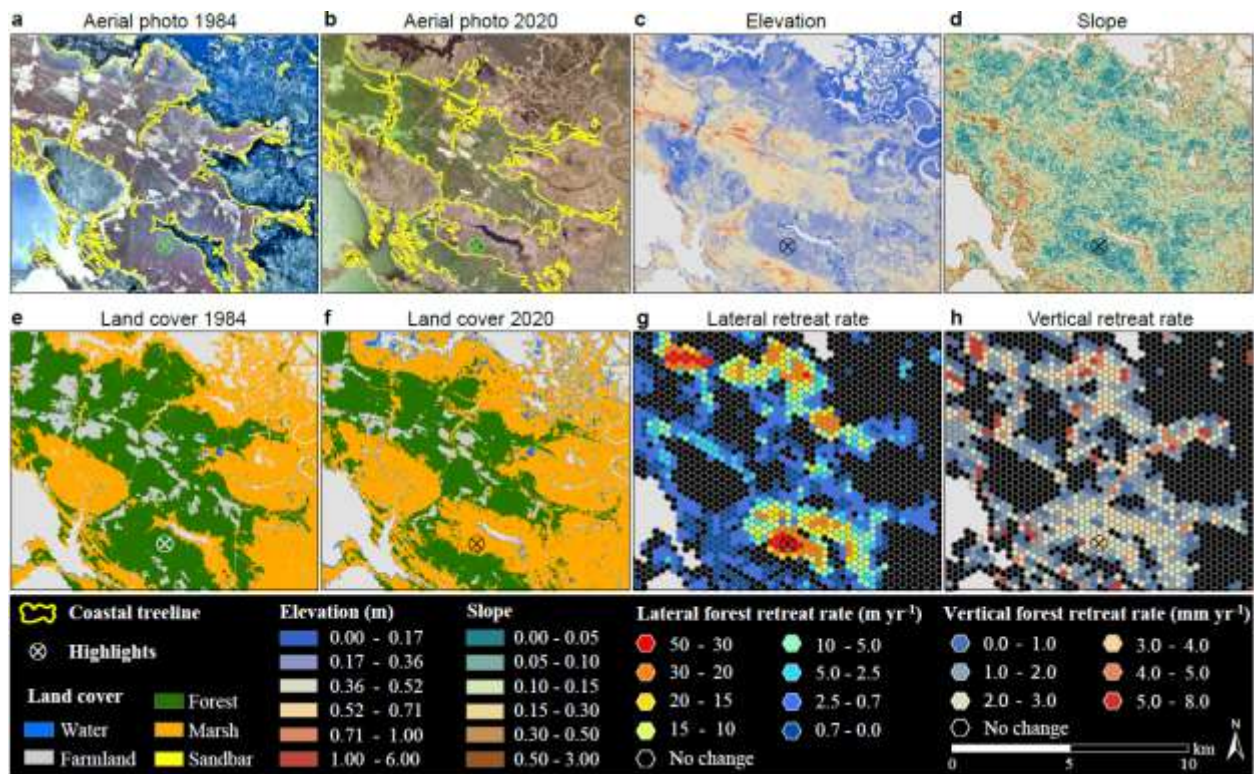 a Aerial photo 1984 b Aerial photo 2020 c Elevation d Slope
e Land cover 1984 f Land cover 2020 g Lateral retreat rate h Vertical retreat rate
Coastal treeline
Highlights
Land cover
Forest
Water
Marsh
Farmland
Sandbar
Elevation (m)
0.00 - 0.17
0.17 - 0.36
0.36 - 0.52
0.52 - 0.71
0.71 - 1.00
1.00 - 6.00
Slope
0.00 - 0.05
0.05 - 0.10
0.10 - 0.15
0.15 - 0.30
0.30 - 0.50
0.50 - 3.00
Lateral forest retreat rate (m yr⁻¹)
50 - 30
30 - 20
20 - 15
15 - 10
10 - 5.0
5.0 - 2.5
2.5 - 0.7
0.7 - 0.0
No change
Vertical forest retreat rate (mm yr⁻¹)
0.0 - 1.0
1.0 - 2.0
2.0 - 3.0
3.0 - 4.0
4.0 - 5.0
5.0 - 8.0
No change
N
km
0 5 10